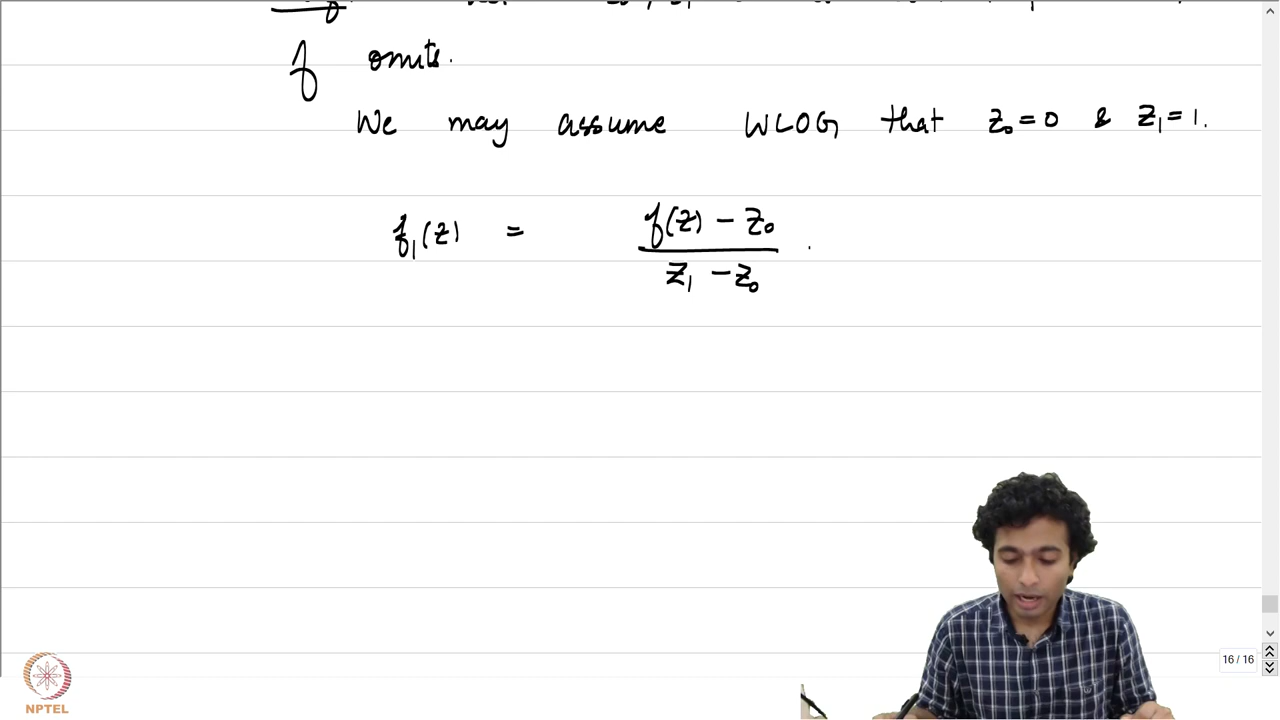 f omits.
We may assume WLOG that z₀ = 0 & z₁ = 1.
f₁(z) = f(z) − z₀ / z₁ − z₀ .
16 / 16
NPTEL